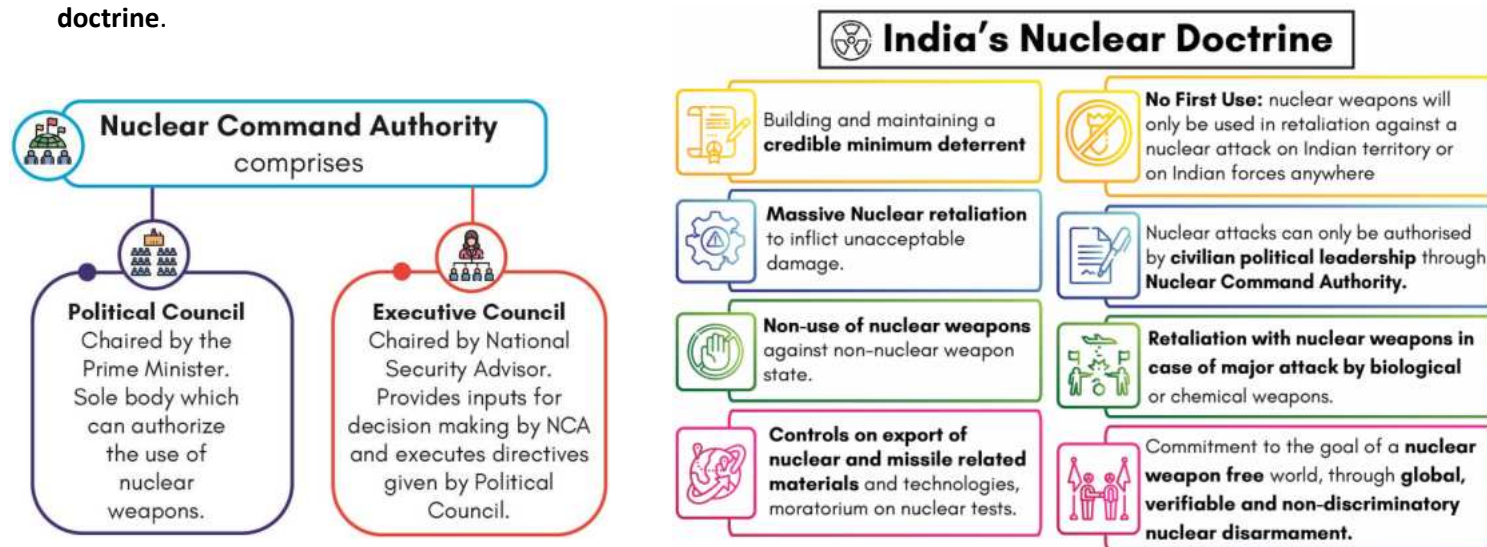 doctrine.
Nuclear Command Authority
comprises
Political Council
Chaired by the
Prime Minister.
Sole body which
can authorize
the use of
nuclear
weapons.
Executive Council
Chaired by National
Security Advisor.
Provides inputs for
decision making by NCA
and executes directives
given by Political
Council.
India's Nuclear Doctrine
Building and maintaining a
credible minimum deterrent
No First Use: nuclear weapons will
only be used in retaliation against a
nuclear attack on Indian territory or
on Indian forces anywhere
Massive Nuclear retaliation
to inflict unacceptable
damage.
Nuclear attacks can only be authorised
by civilian political leadership through
Nuclear Command Authority.
Non-use of nuclear weapons
against non-nuclear weapon
state.
Retaliation with nuclear weapons in
case of major attack by biological
or chemical weapons.
Controls on export of
nuclear and missile related
materials and technologies,
moratorium on nuclear tests.
Commitment to the goal of a nuclear
weapon free world, through global,
verifiable and non-discriminatory
nuclear disarmament.